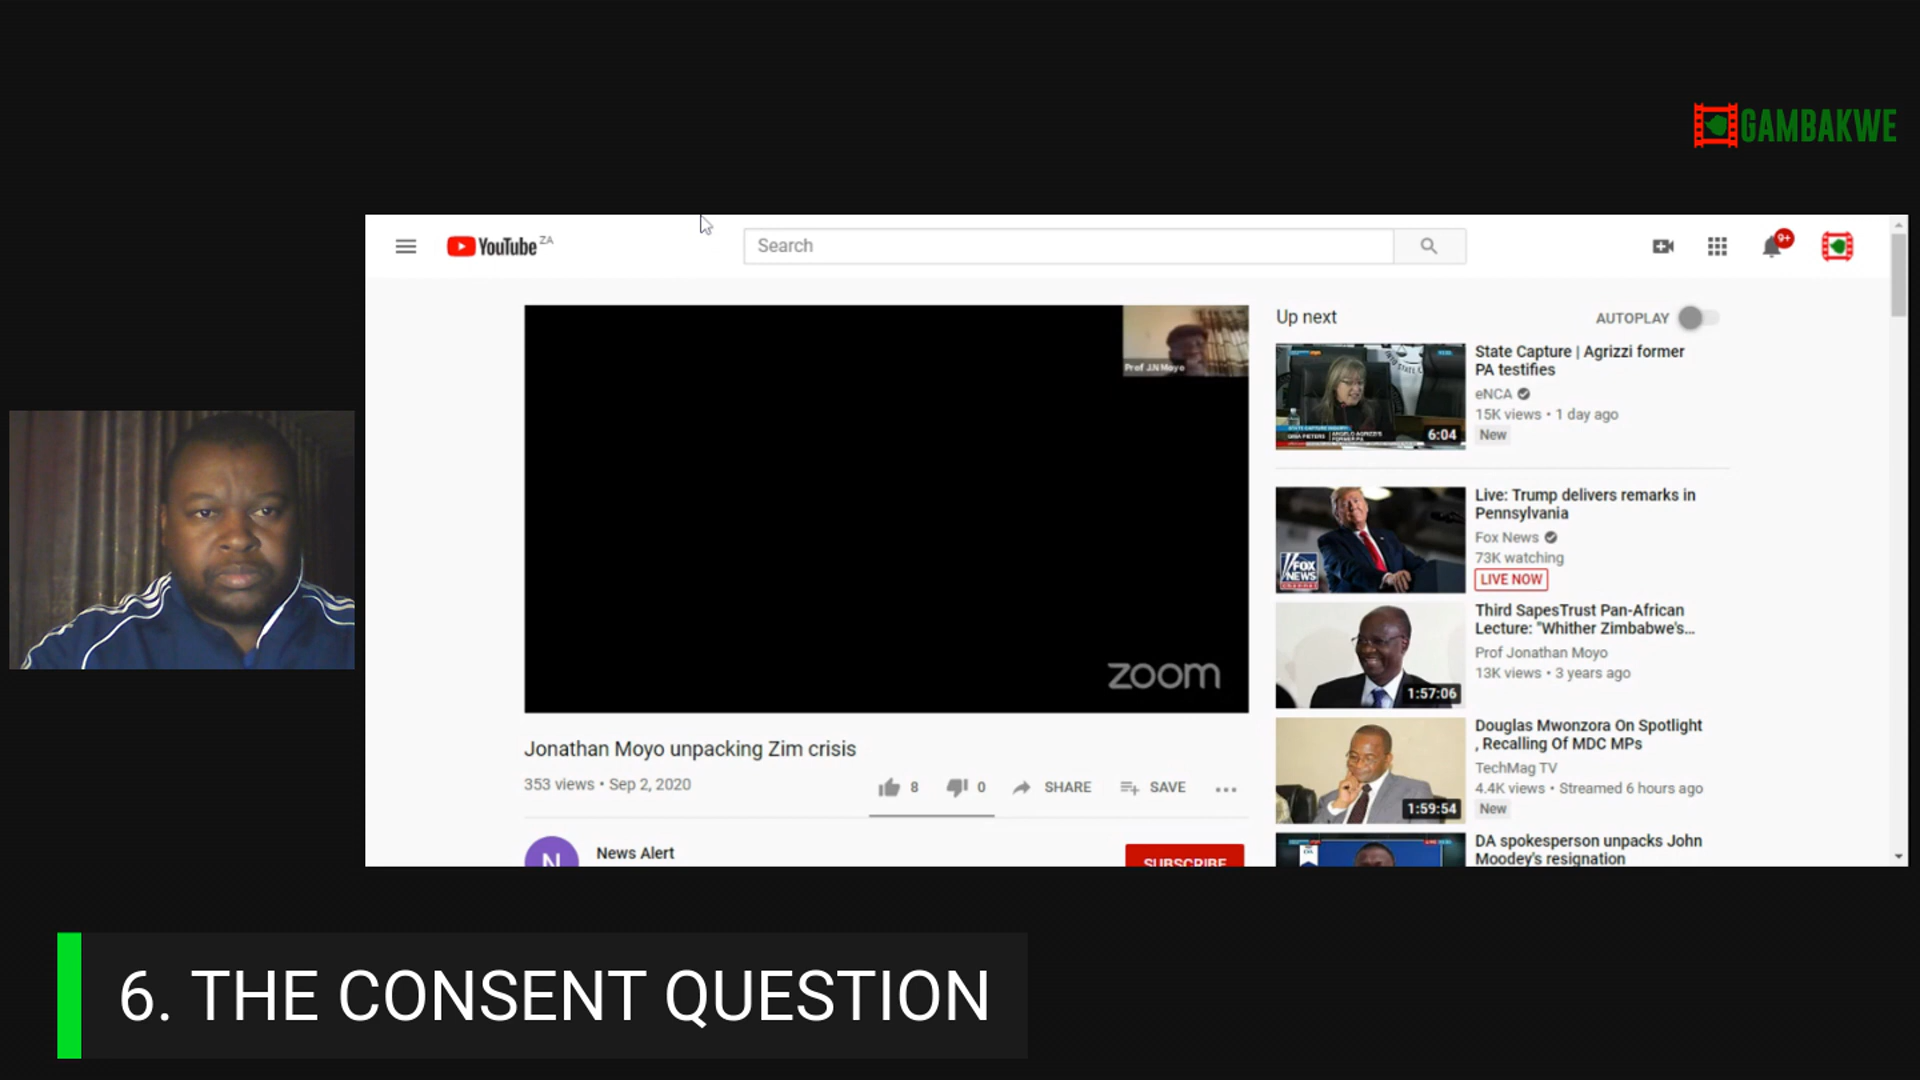 GAMBAKWE
YouTube ZA
Search
9+
Prof J.N Moyo
zoom
Jonathan Moyo unpacking Zim crisis
353 views • Sep 2, 2020
8
0
SHARE
SAVE
N
News Alert
SUBSCRIBE
Up next
AUTOPLAY
6:04
State Capture | Agrizzi former
PA testifies
eNCA
15K views • 1 day ago
New
FOX
NEWS
channel
Live: Trump delivers remarks in
Pennsylvania
Fox News
73K watching
LIVE NOW
1:57:06
Third SapesTrust Pan-African
Lecture: "Whither Zimbabwe's...
Prof Jonathan Moyo
13K views • 3 years ago
1:59:54
Douglas Mwonzora On Spotlight
, Recalling Of MDC MPs
TechMag TV
4.4K views • Streamed 6 hours ago
New
DA spokesperson unpacks John
Moodey's resignation
6. THE CONSENT QUESTION